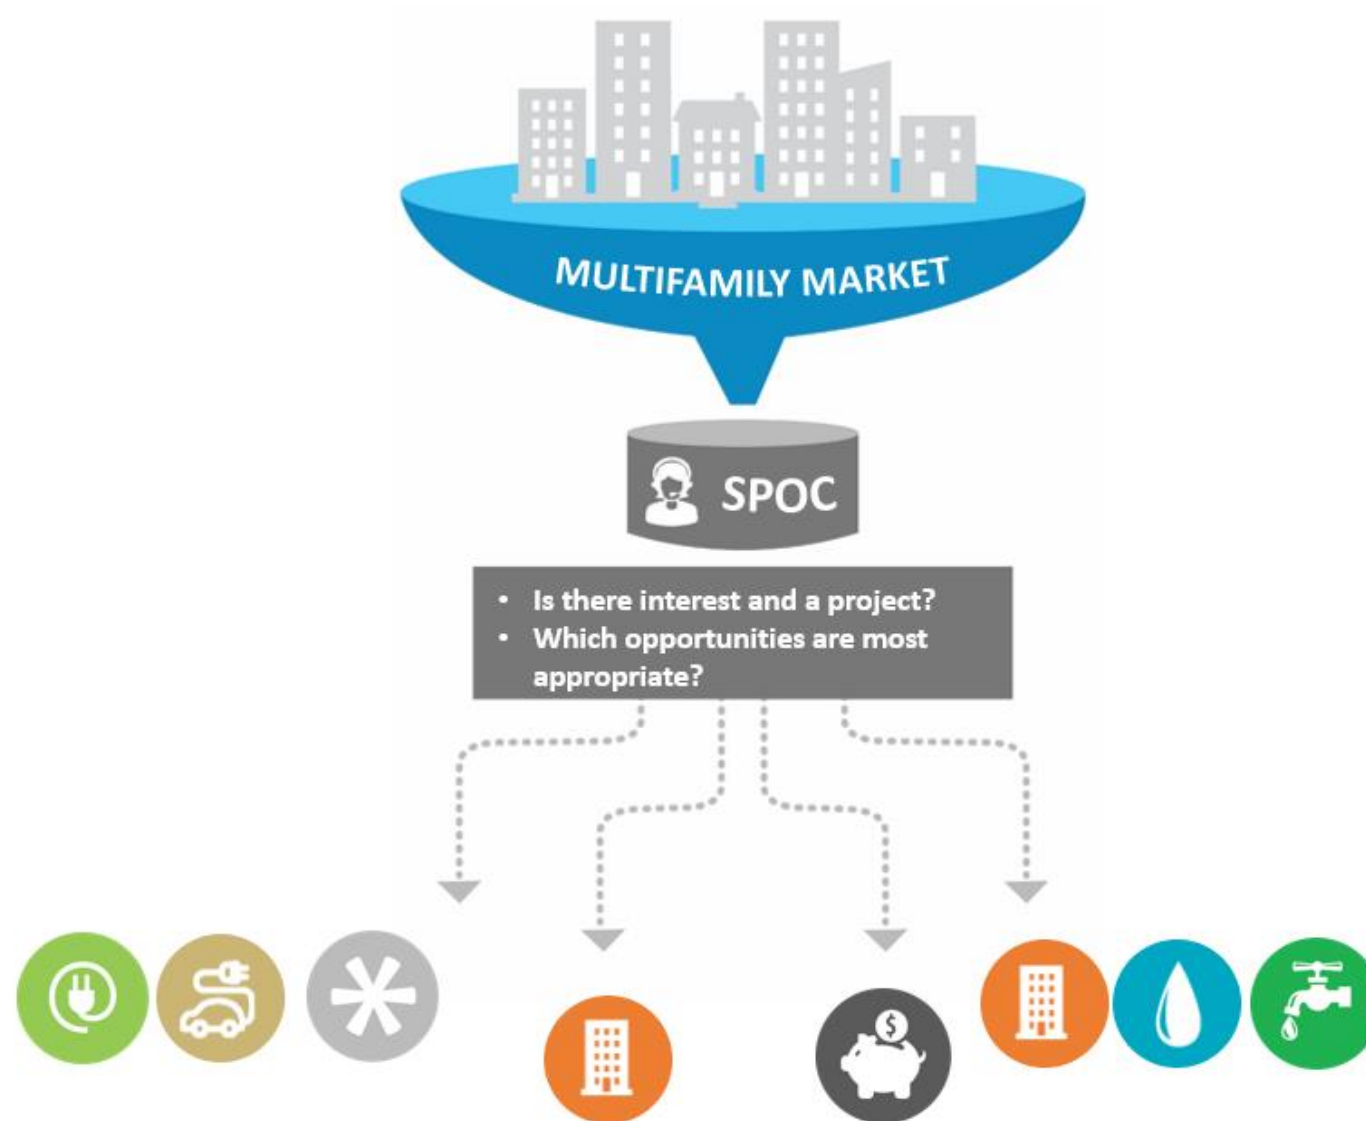 MULTIFAMILY MARKET
SPOC
• Is there interest and a project?
• Which opportunities are most
appropriate?
$